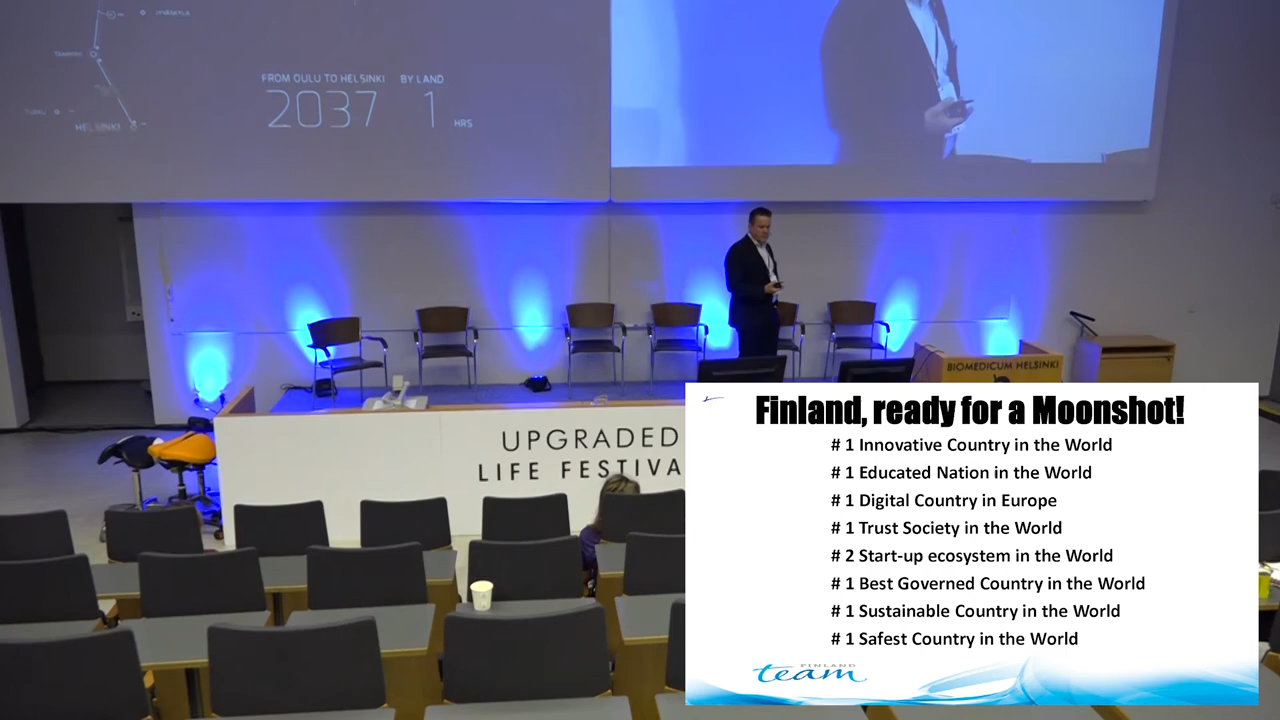 FROM OULU TO HELSINKI BY LAND
2037 1 HRS
HELSINKI
BIOMEDICUM HELSINKI
UPGRADED
LIFE FESTIVA
Finland, ready for a Moonshot!
# 1 Innovative Country in the World
# 1 Educated Nation in the World
# 1 Digital Country in Europe
# 1 Trust Society in the World
# 2 Start-up ecosystem in the World
# 1 Best Governed Country in the World
# 1 Sustainable Country in the World
# 1 Safest Country in the World
FINLAND
team